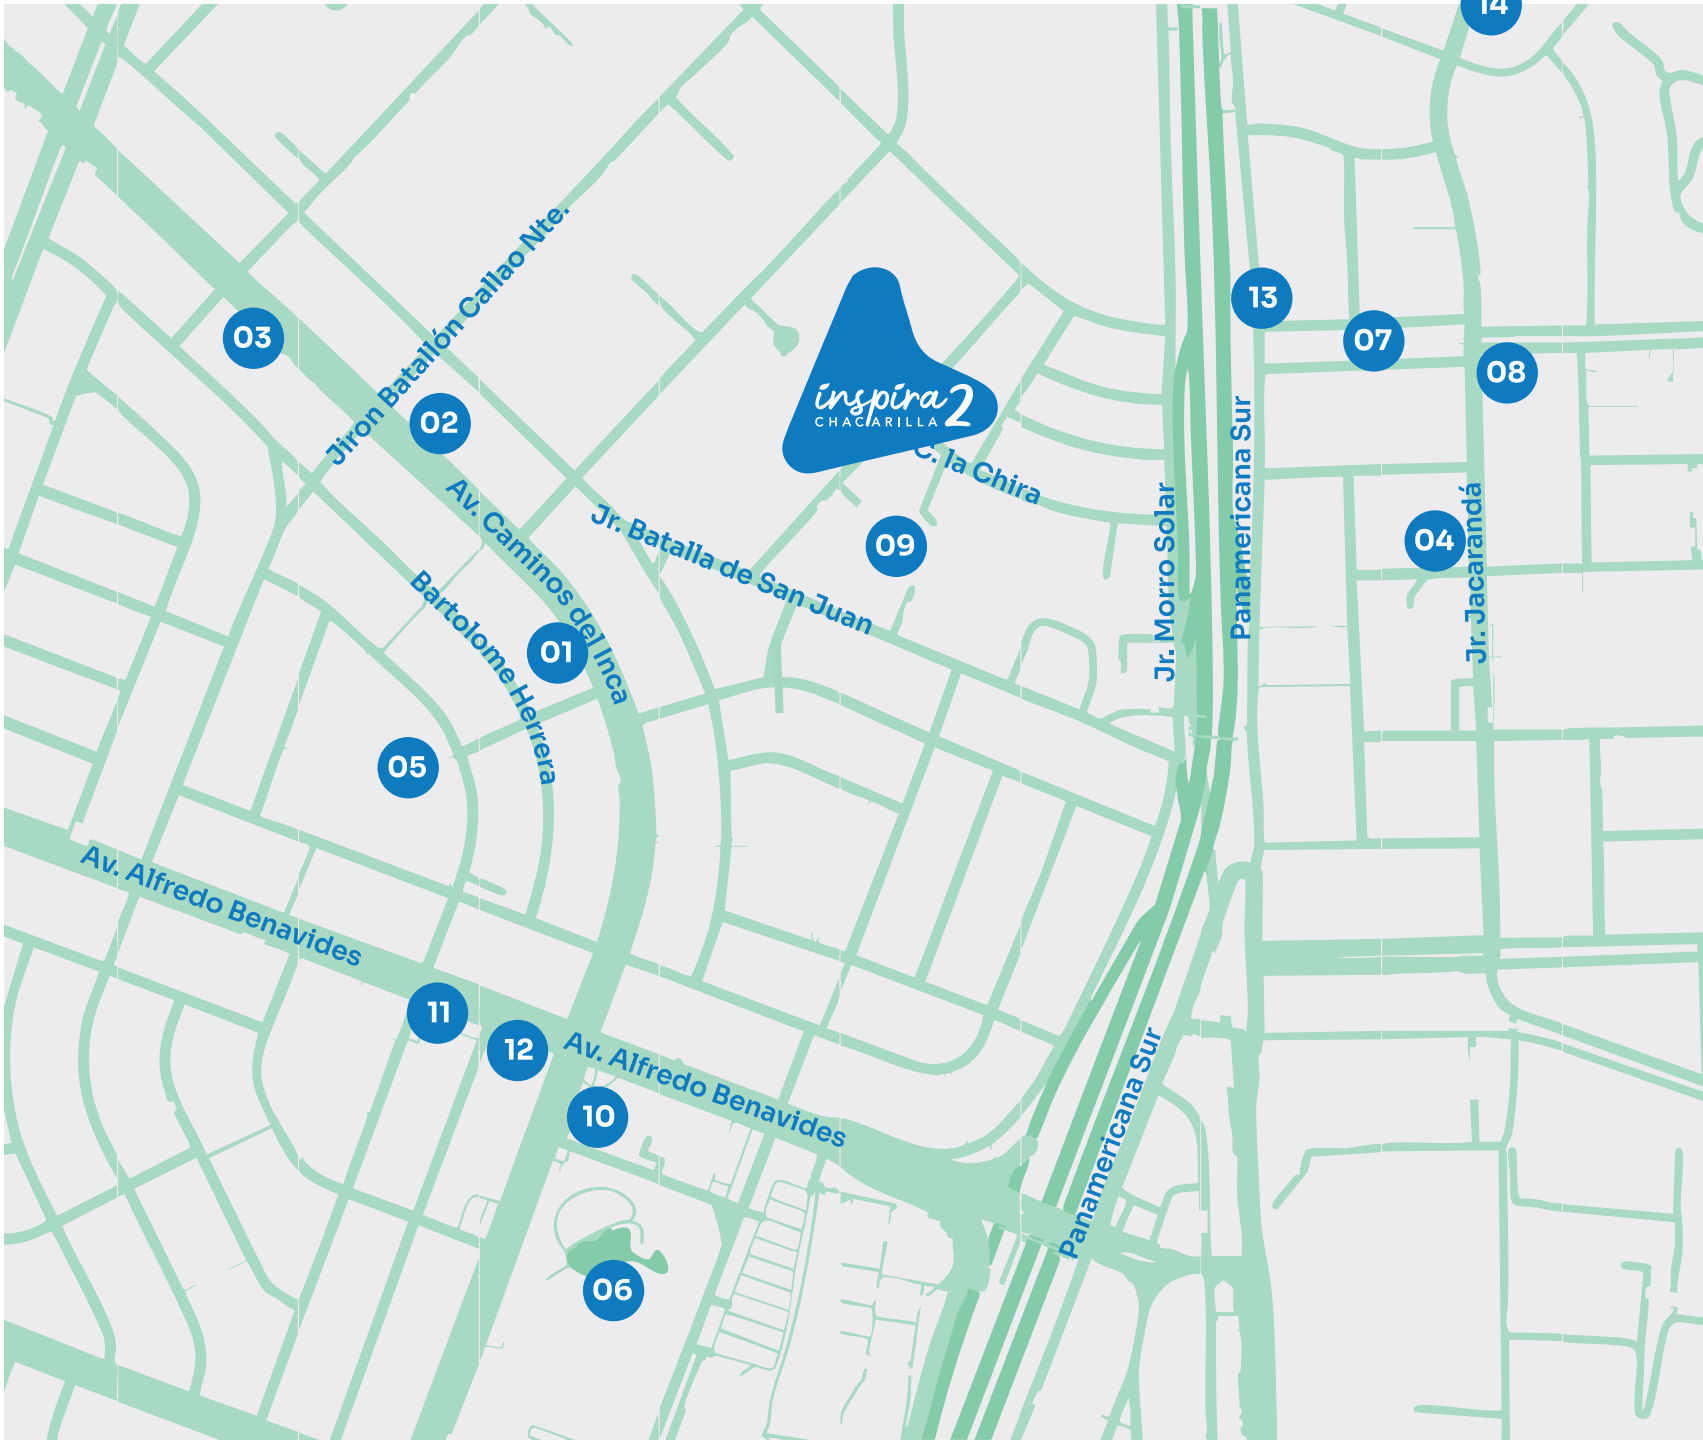 14
Jiron Batallón Callao Nte.
13
03
07
08
inspira 2
CHACARILLA
02
C. la Chira
Av. Caminos del Inca
Jr. Batalla de San Juan
09
Jr. Morro Solar
Panamericana Sur
04
Jr. Jacarandá
Bartolome Herrera
01
05
Av. Alfredo Benavides
11
12
Av. Alfredo Benavides
10
Panamericana Sur
06